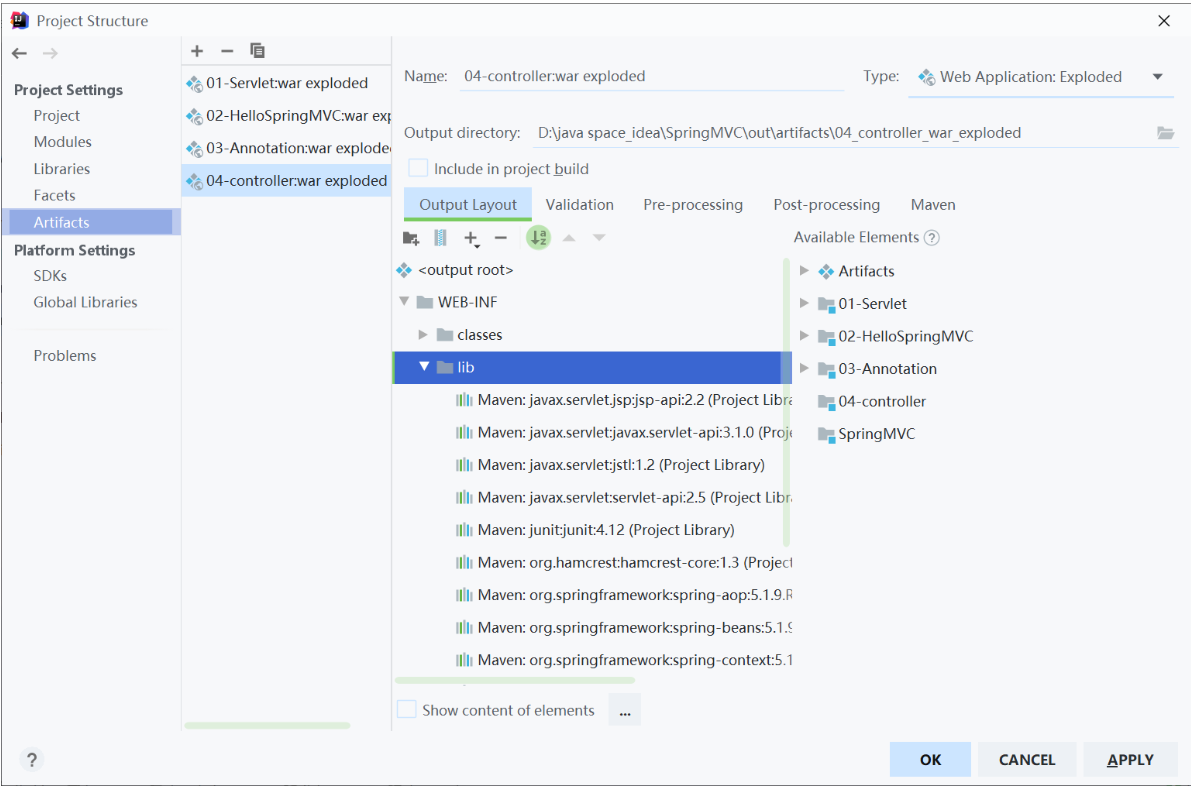 Project Structure
Project Settings
Project
Modules
Libraries
Facets
Artifacts
Platform Settings
SDKs
Global Libraries
Problems
01-Servlet:war exploded
02-HelloSpringMVC:war exp
03-Annotation:war explode
04-controller:war exploded
Name: 04-controller:war exploded
Type: Web Application: Exploded
Output directory: D:\java space_idea\SpringMVC\out\artifacts\04_controller_war_exploded
Include in project build
Output Layout Validation Pre-processing Post-processing Maven
<output root>
WEB-INF
classes
lib
Maven: javax.servlet.jsp:jsp-api:2.2 (Project Libra
Maven: javax.servlet:javax.servlet-api:3.1.0 (Proje
Maven: javax.servlet:jstl:1.2 (Project Library)
Maven: javax.servlet:servlet-api:2.5 (Project Libra
Maven: junit:junit:4.12 (Project Library)
Maven: org.hamcrest:hamcrest-core:1.3 (Project
Maven: org.springframework:spring-aop:5.1.9.R
Maven: org.springframework:spring-beans:5.1.9
Maven: org.springframework:spring-context:5.1
Available Elements ?
Artifacts
01-Servlet
02-HelloSpringMVC
03-Annotation
04-controller
SpringMVC
Show content of elements ...
? OK CANCEL APPLY